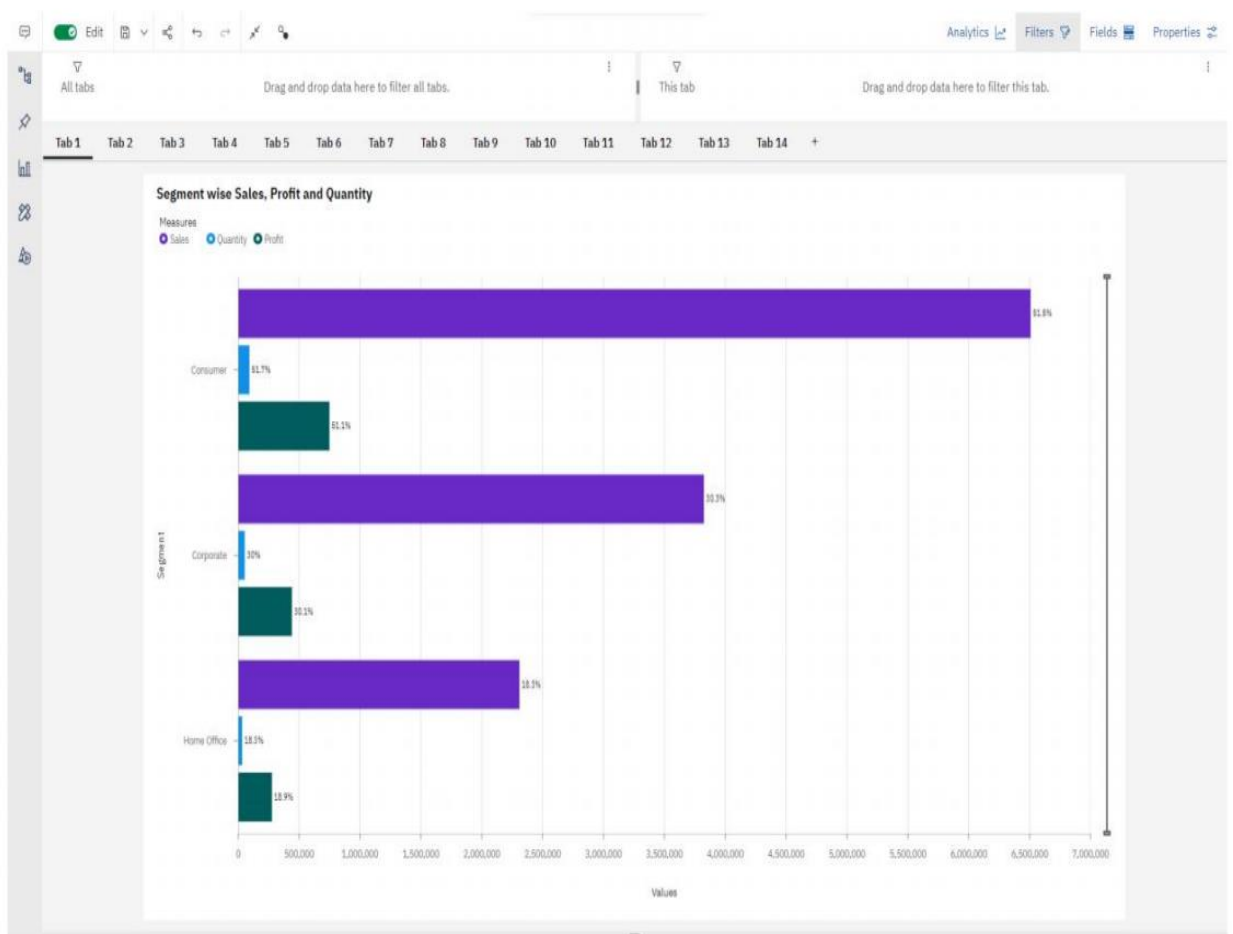 Edit
Analytics
Filters
Fields
Properties
All tabs
Drag and drop data here to filter all tabs.
This tab
Drag and drop data here to filter this tab.
Tab 1 Tab 2 Tab 3 Tab 4 Tab 5 Tab 6 Tab 7 Tab 8 Tab 9 Tab 10 Tab 11 Tab 12 Tab 13 Tab 14 +
Segment wise Sales, Profit and Quantity
Measures
Sales Quantity Profit
Consumer
Segment
Corporate
30%
30.1%
Home Office
18.9%
0 500,000 1,000,000 1,500,000 2,000,000 2,500,000 3,000,000 3,500,000 4,000,000 4,500,000 5,000,000 5,500,000 6,000,000 6,500,000 7,000,000
Values